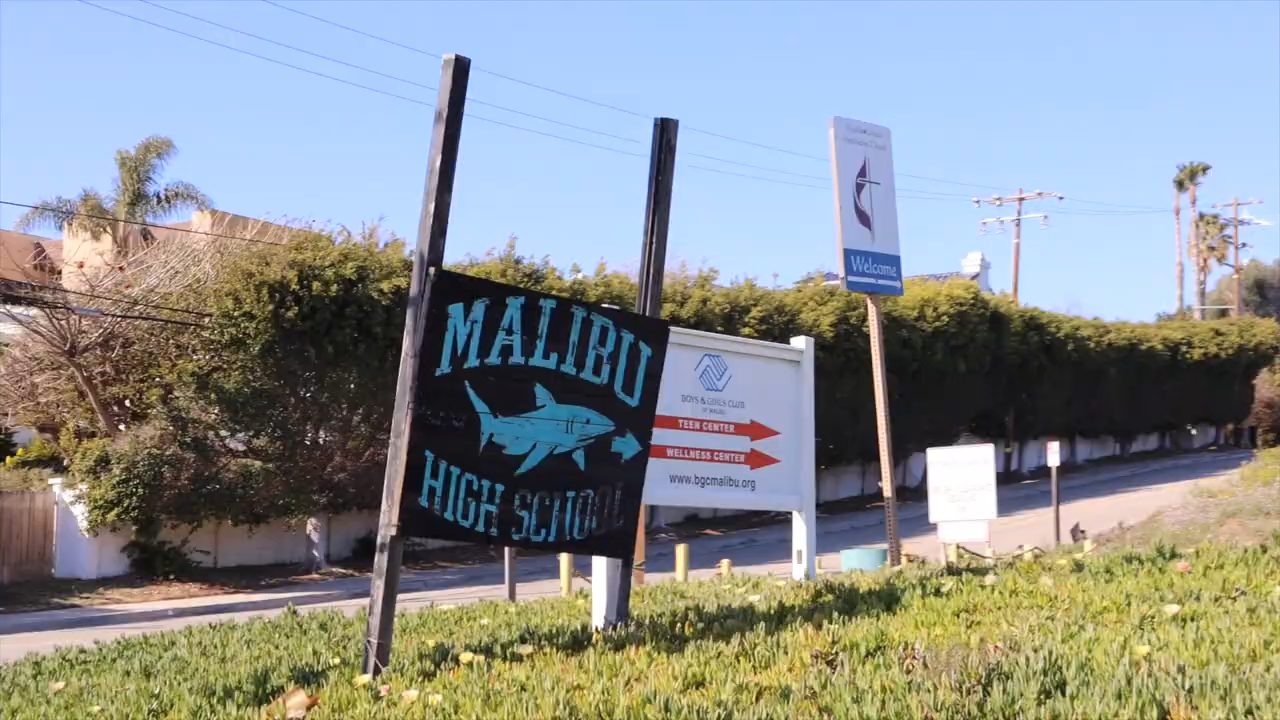 MALIBU
HIGH SCHOOL
BOYS & GIRLS CLUB
OF MALIBU
TEEN CENTER
WELLNESS CENTER
www.bgcmalibu.org
Welcome